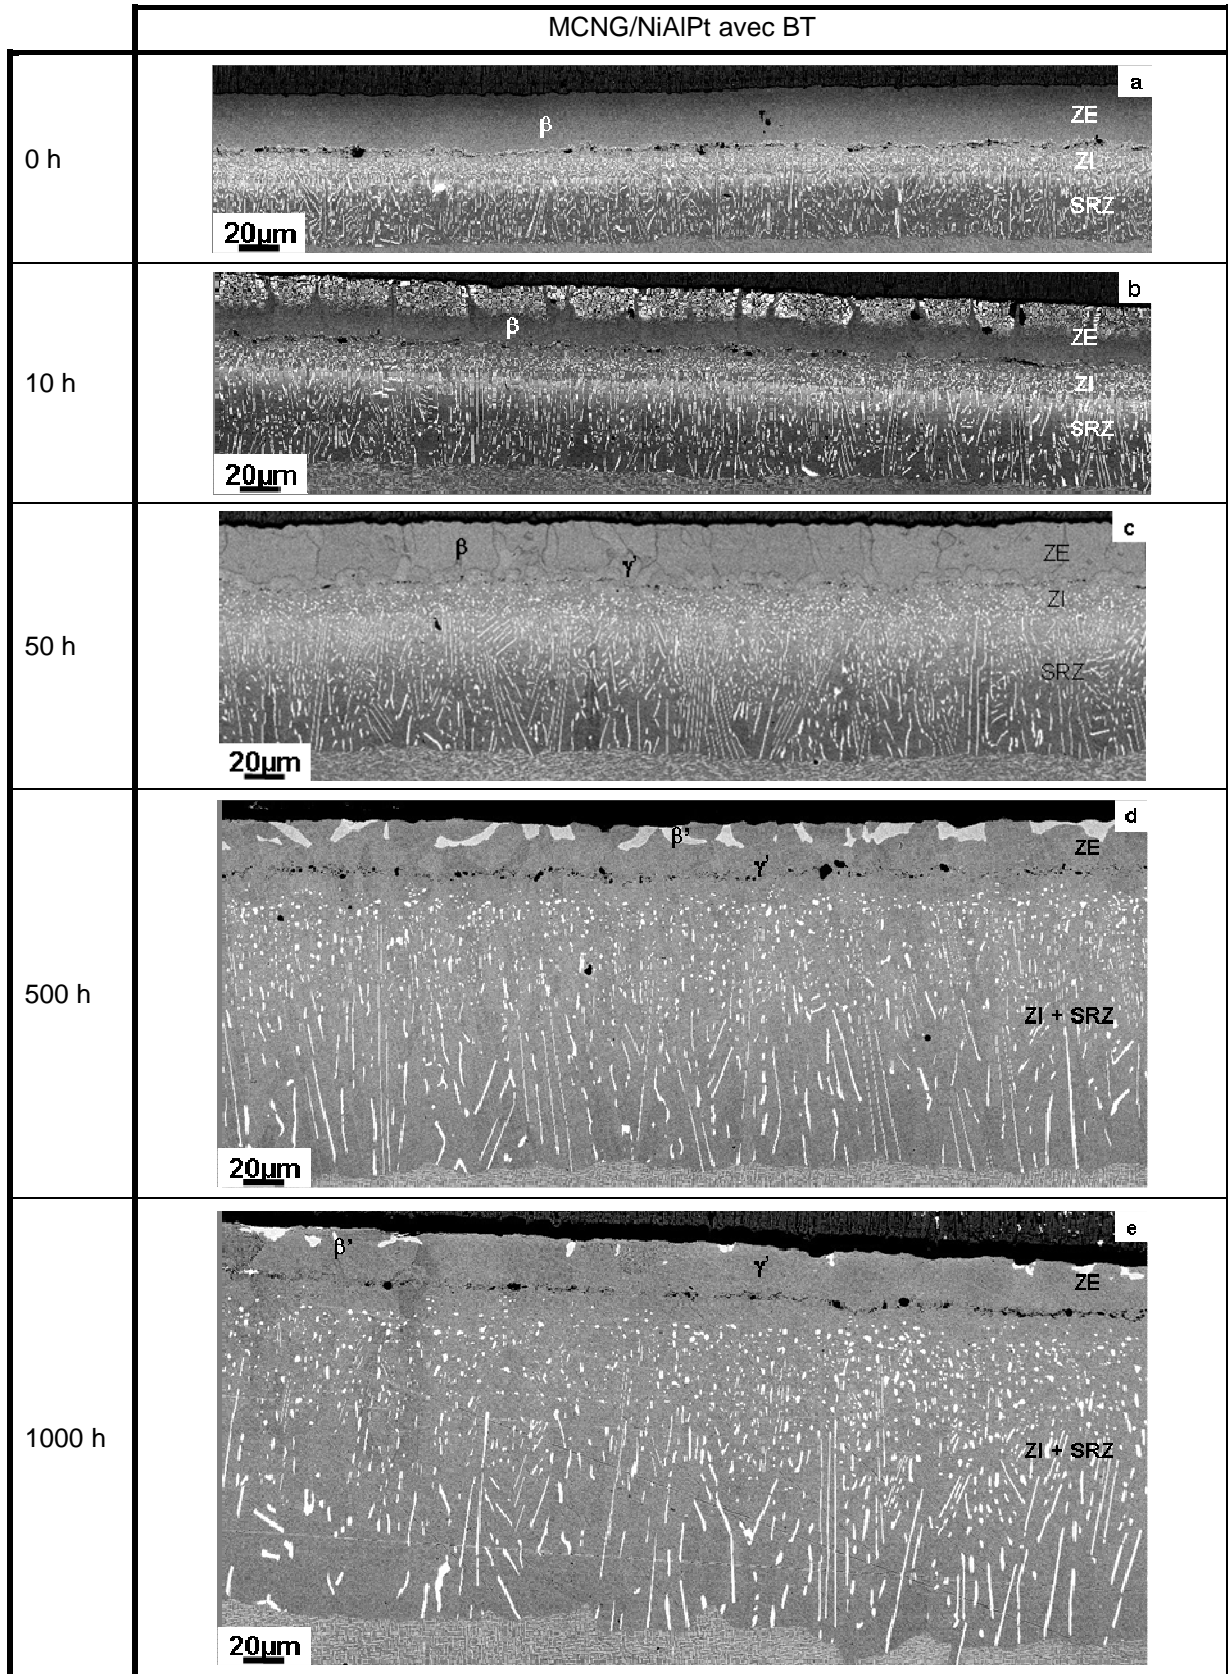 MCNG/NiAlPt avec BT
0 h
a
β
ZE
ZI
SRZ
20µm
10 h
b
β
ZE
ZI
SRZ
20µm
50 h
c
β
γ'
ZE
ZI
SRZ
20µm
500 h
d
β'
γ'
ZE
ZI + SRZ
20µm
1000 h
e
β'
γ'
ZE
ZI + SRZ
20µm